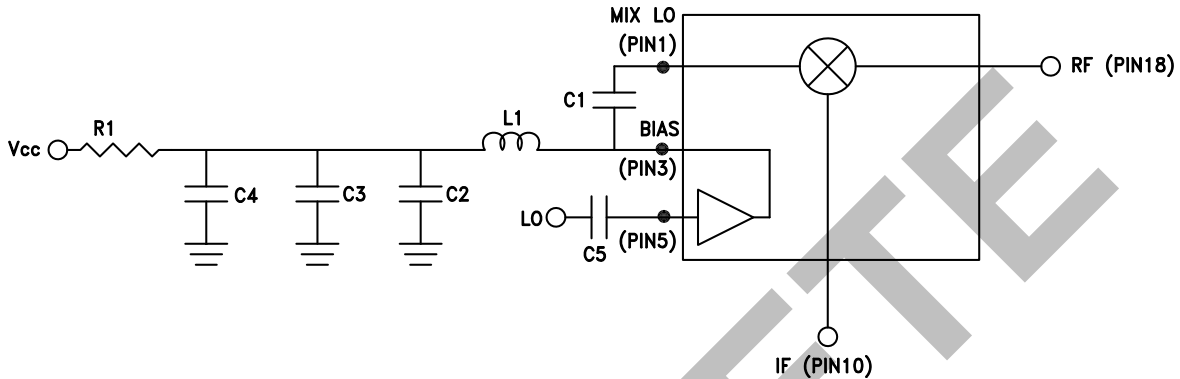 MIX LO
(PIN1)
RF (PIN18)
C1
L1
R1
BIAS
Vcc
(PIN3)
C4
C3
C2
LO
C5
(PIN5)
IF (PIN10)